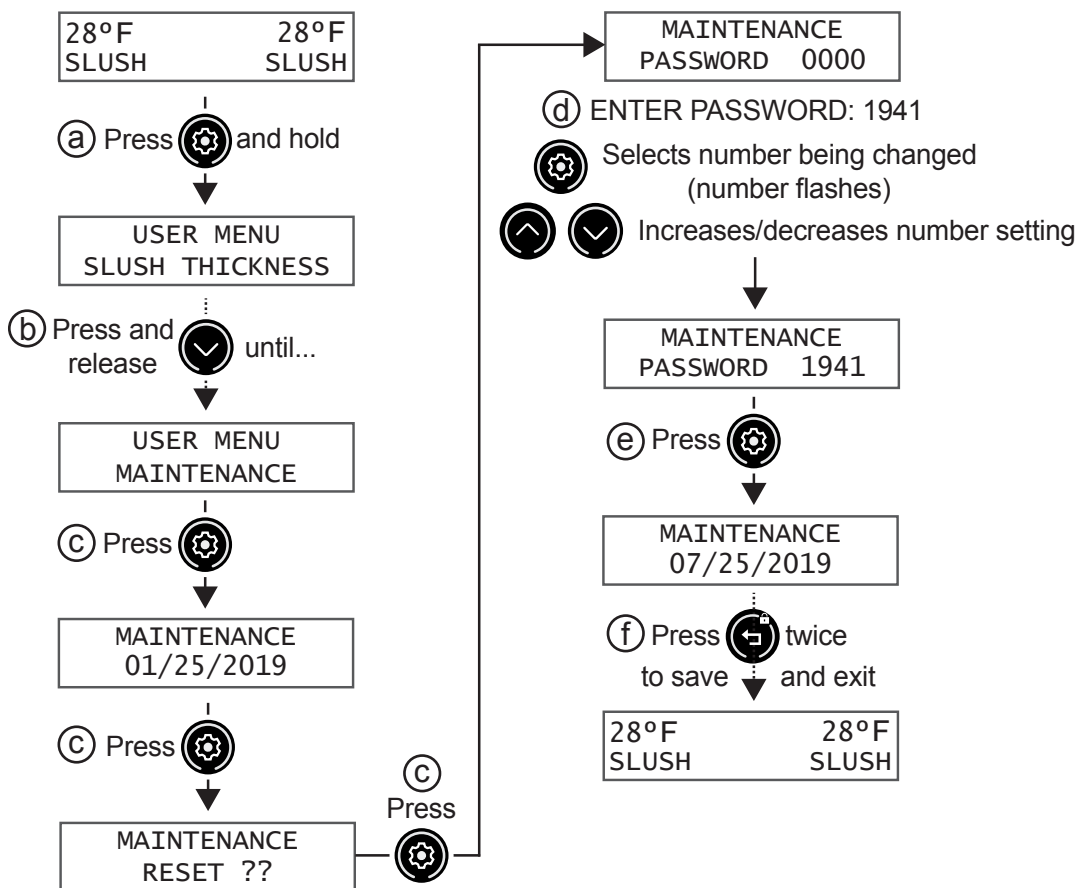 28°F 28°F
SLUSH SLUSH
a Press and hold
USER MENU
SLUSH THICKNESS
b Press and
release
until...
USER MENU
MAINTENANCE
c Press
MAINTENANCE
01/25/2019
c Press
MAINTENANCE
RESET ??
c
Press
MAINTENANCE
PASSWORD 0000
d ENTER PASSWORD: 1941
Selects number being changed
(number flashes)
Increases/decreases number setting
MAINTENANCE
PASSWORD 1941
e Press
MAINTENANCE
07/25/2019
f Press twice
to save and exit
28°F 28°F
SLUSH SLUSH